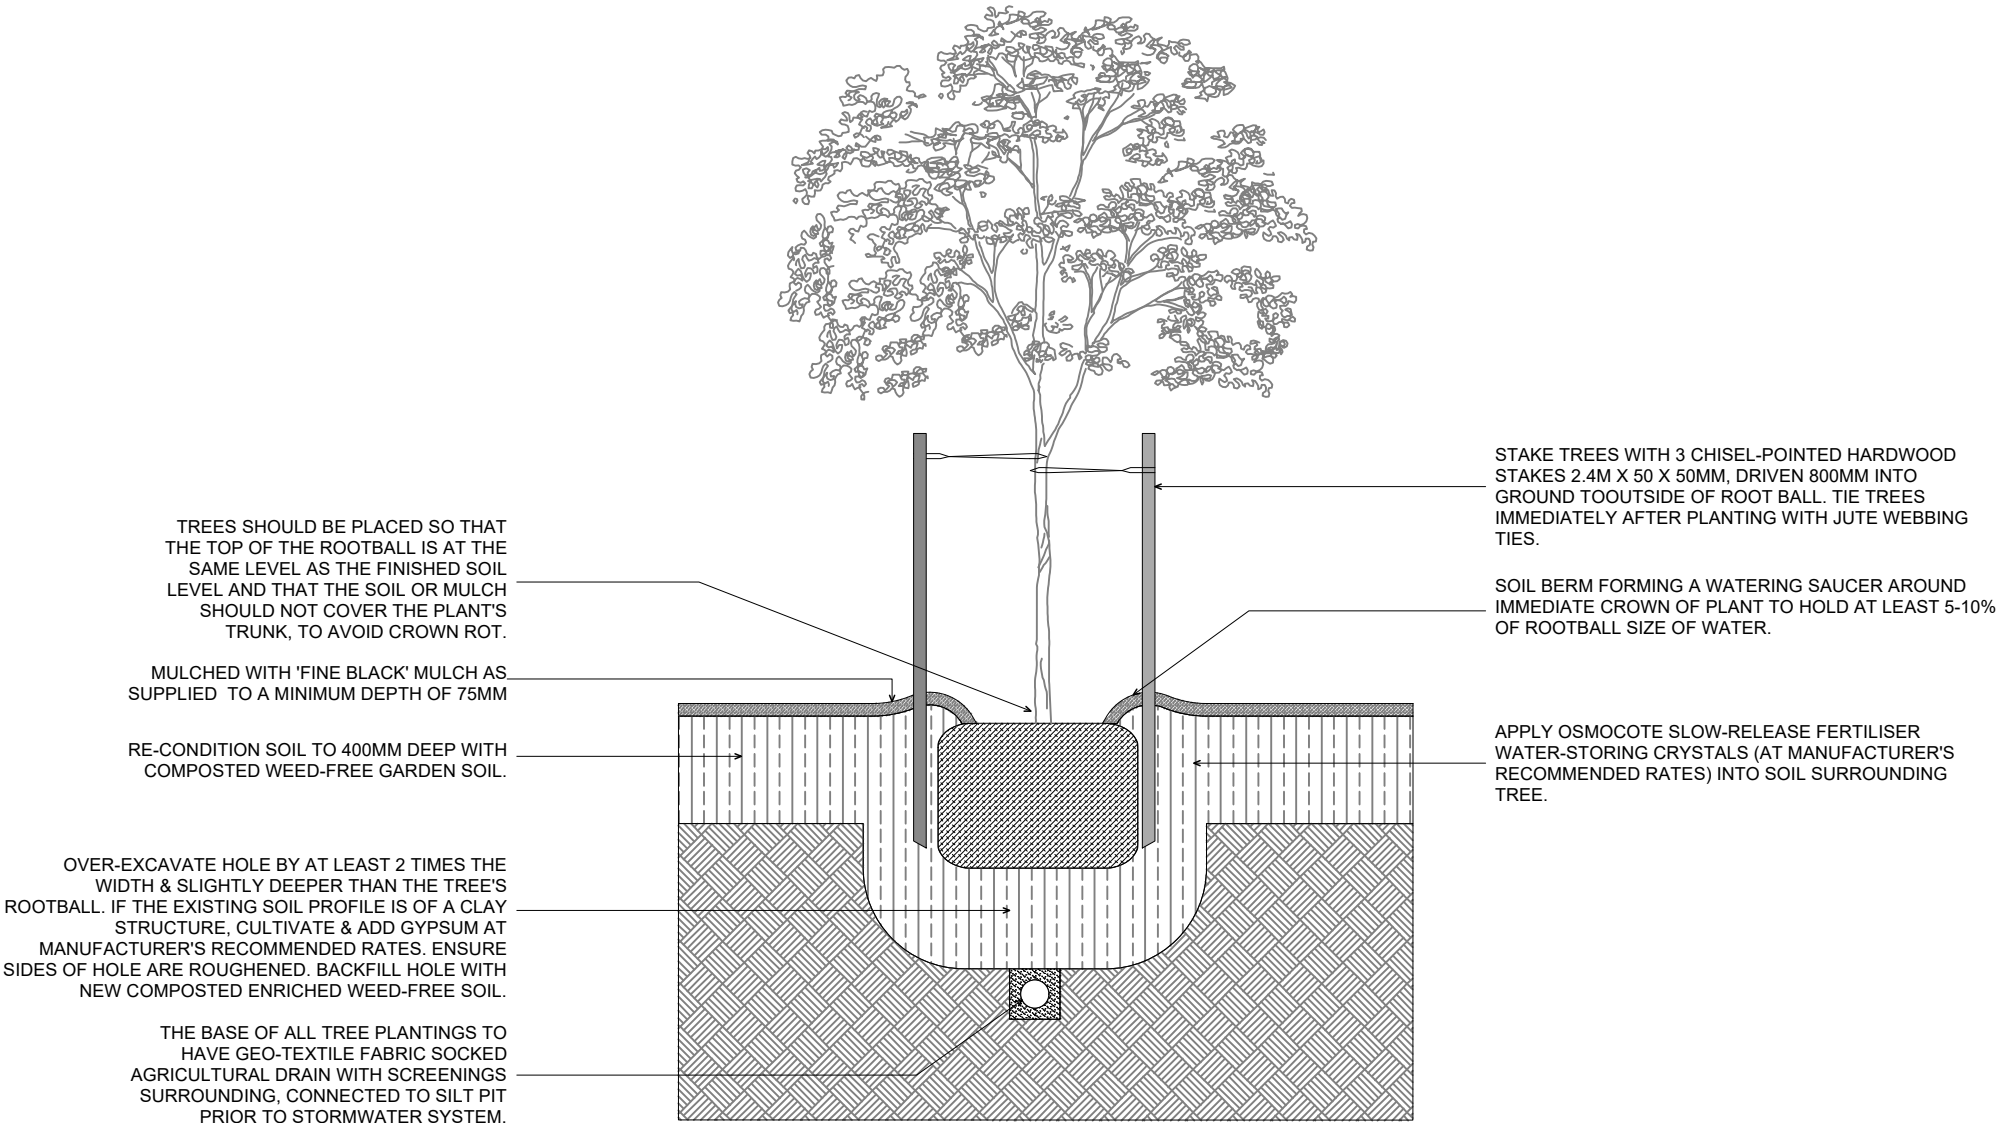 TREES SHOULD BE PLACED SO THAT
THE TOP OF THE ROOTBALL IS AT THE
SAME LEVEL AS THE FINISHED SOIL
LEVEL AND THAT THE SOIL OR MULCH
SHOULD NOT COVER THE PLANT'S
TRUNK, TO AVOID CROWN ROT.
MULCHED WITH 'FINE BLACK' MULCH AS
SUPPLIED TO A MINIMUM DEPTH OF 75MM
RE-CONDITION SOIL TO 400MM DEEP WITH
COMPOSTED WEED-FREE GARDEN SOIL.
OVER-EXCAVATE HOLE BY AT LEAST 2 TIMES THE
WIDTH & SLIGHTLY DEEPER THAN THE TREE'S
ROOTBALL. IF THE EXISTING SOIL PROFILE IS OF A CLAY
STRUCTURE, CULTIVATE & ADD GYPSUM AT
MANUFACTURER'S RECOMMENDED RATES. ENSURE
SIDES OF HOLE ARE ROUGHENED. BACKFILL HOLE WITH
NEW COMPOSTED ENRICHED WEED-FREE SOIL.
THE BASE OF ALL TREE PLANTINGS TO
HAVE GEO-TEXTILE FABRIC SOCKED
AGRICULTURAL DRAIN WITH SCREENINGS
SURROUNDING, CONNECTED TO SILT PIT
PRIOR TO STORMWATER SYSTEM.
STAKE TREES WITH 3 CHISEL-POINTED HARDWOOD
STAKES 2.4M X 50 X 50MM, DRIVEN 800MM INTO
GROUND TOOUTSIDE OF ROOT BALL. TIE TREES
IMMEDIATELY AFTER PLANTING WITH JUTE WEBBING
TIES.
SOIL BERM FORMING A WATERING SAUCER AROUND
IMMEDIATE CROWN OF PLANT TO HOLD AT LEAST 5-10%
OF ROOTBALL SIZE OF WATER.
APPLY OSMOCOTE SLOW-RELEASE FERTILISER
WATER-STORING CRYSTALS (AT MANUFACTURER'S
RECOMMENDED RATES) INTO SOIL SURROUNDING
TREE.